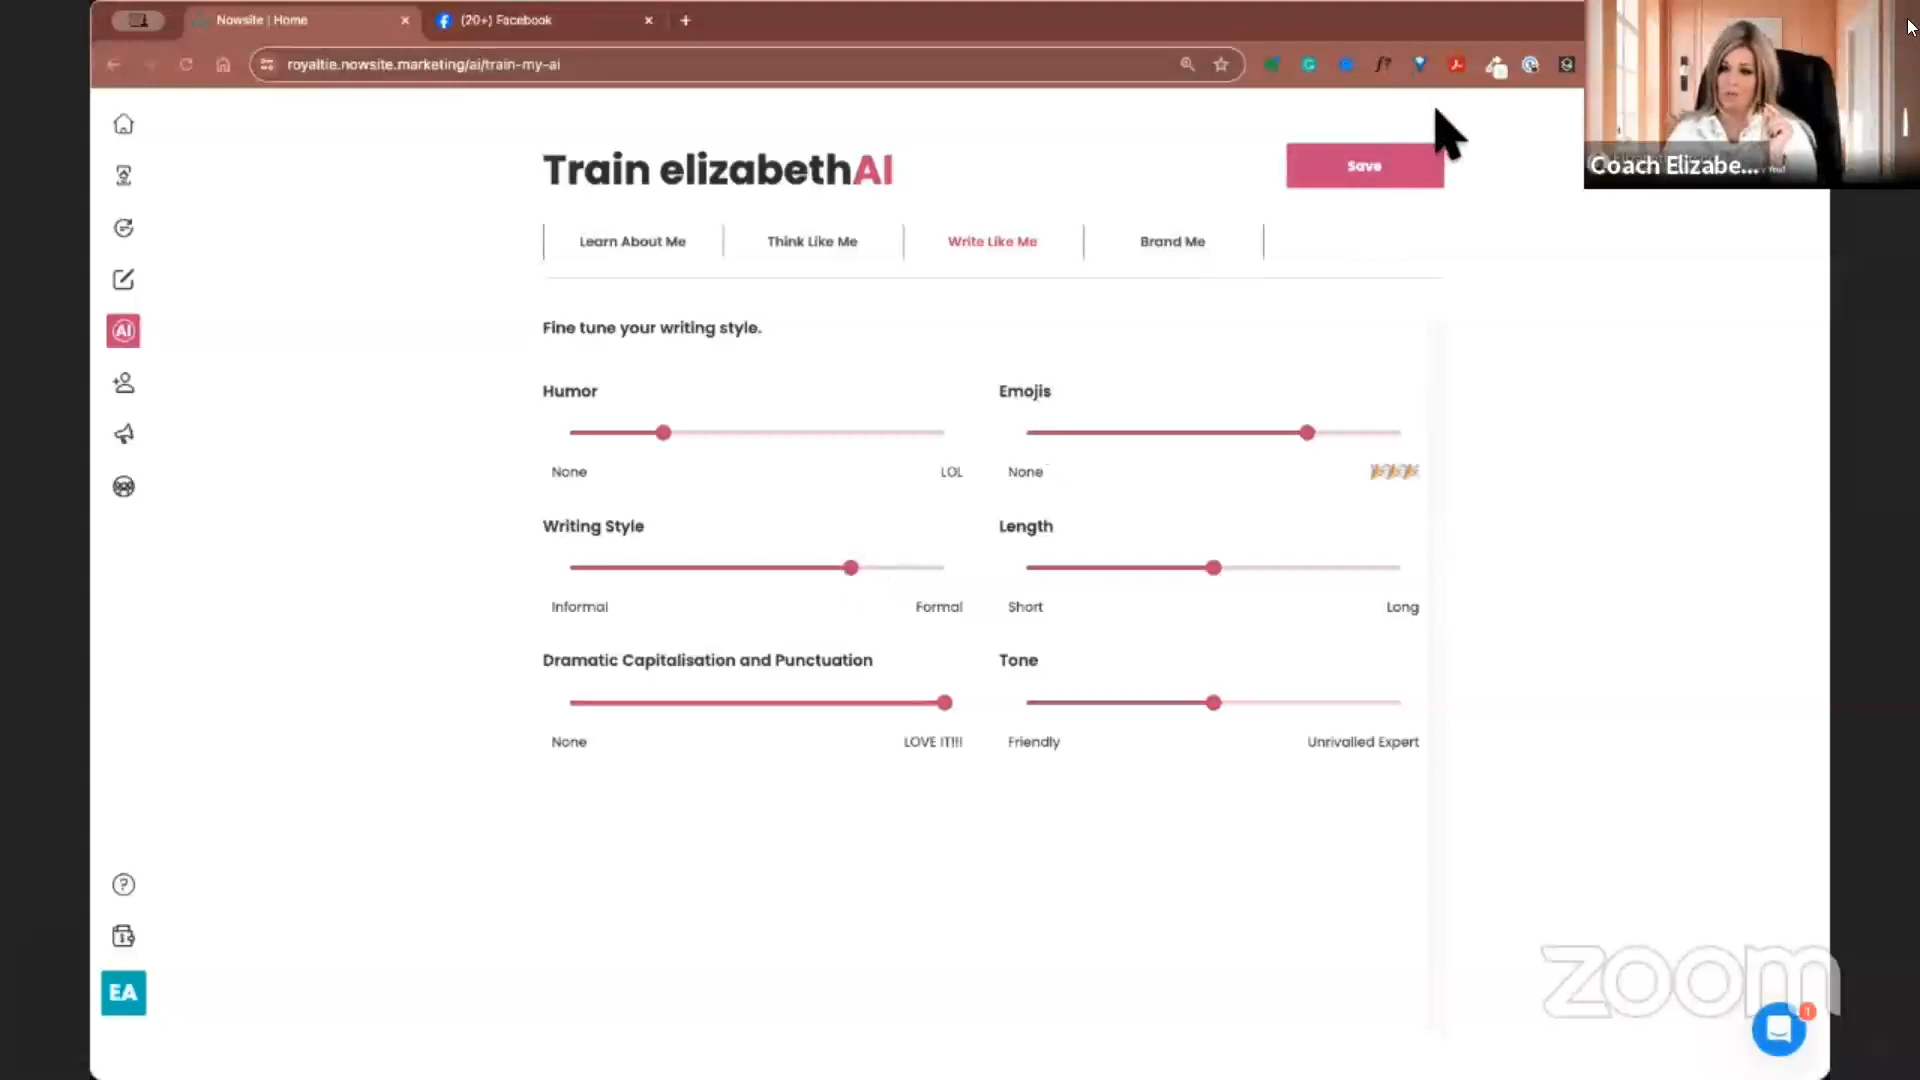 Nowsite | Home
(20+) Facebook
royaltie.nowsite.marketing/ai/train-my-ai
Coach Elizabe...
You!
Train elizabethAI
Save
Learn About Me
Think Like Me
Write Like Me
Brand Me
Fine tune your writing style.
Humor
Emojis
None
LOL
None
Writing Style
Length
Informal
Formal
Short
Long
Dramatic Capitalisation and Punctuation
Tone
None
LOVE IT!!!
Friendly
Unrivalled Expert
AI
EA
zoom
1